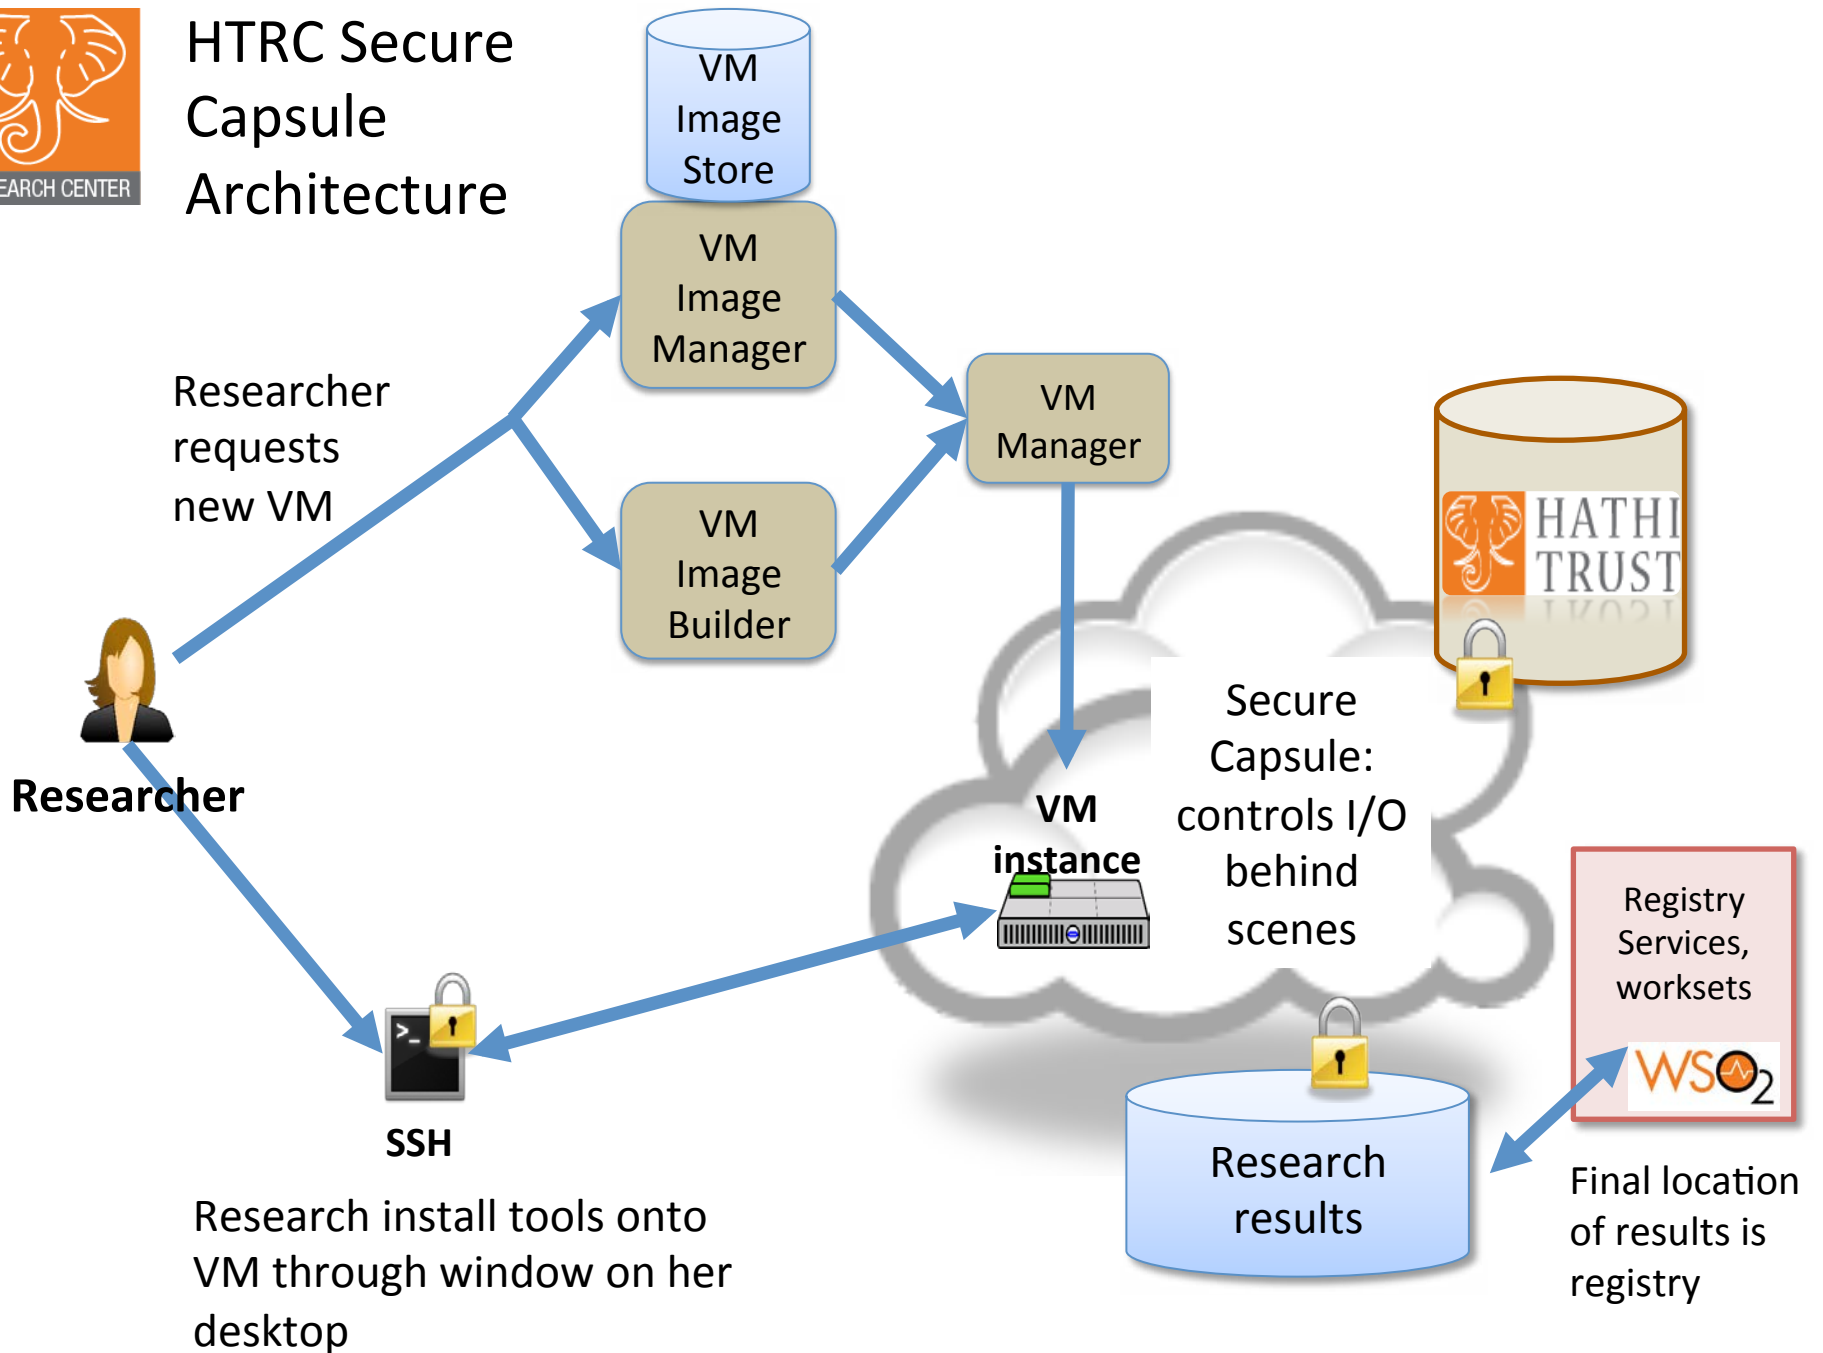 HTRC Secure
Capsule
Architecture
EARCH CENTER
VM
Image
Store
VM
Image
Manager
Researcher
requests
new VM
VM
Manager
VM
Image
Builder
HATHI
TRUST
Researcher
Secure
Capsule:
controls I/O
behind
scenes
VM
instance
Registry
Services,
worksets
WSO2
>_
SSH
Research install tools onto
VM through window on her
desktop
Research
results
Final location
of results is
registry